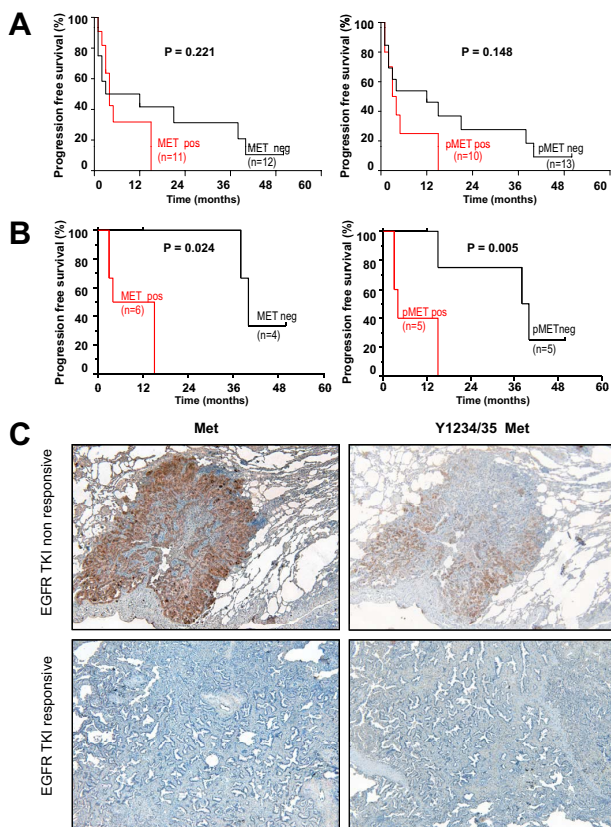 A
Progression free survival (%)
100
80
60
40
20
0
P = 0.221
MET pos
(n=11)
MET neg
(n=12)
0 12 24 36 48 60
Time (months)
Progression free survival (%)
100
80
60
40
20
0
P = 0.148
pMET pos
(n=10)
pMET neg
(n=13)
0 12 24 36 48 60
Time (months)
B
Progression free survival (%)
100
80
60
40
20
0
P = 0.024
MET pos
(n=6)
MET neg
(n=4)
0 12 24 36 48 60
Time (months)
Progression free survival (%)
100
80
60
40
20
0
P = 0.005
pMET pos
(n=5)
pMETneg
(n=5)
0 12 24 36 48 60
Time (months)
C
Met
Y1234/35 Met
EGFR TKI non responsive
EGFR TKI responsive